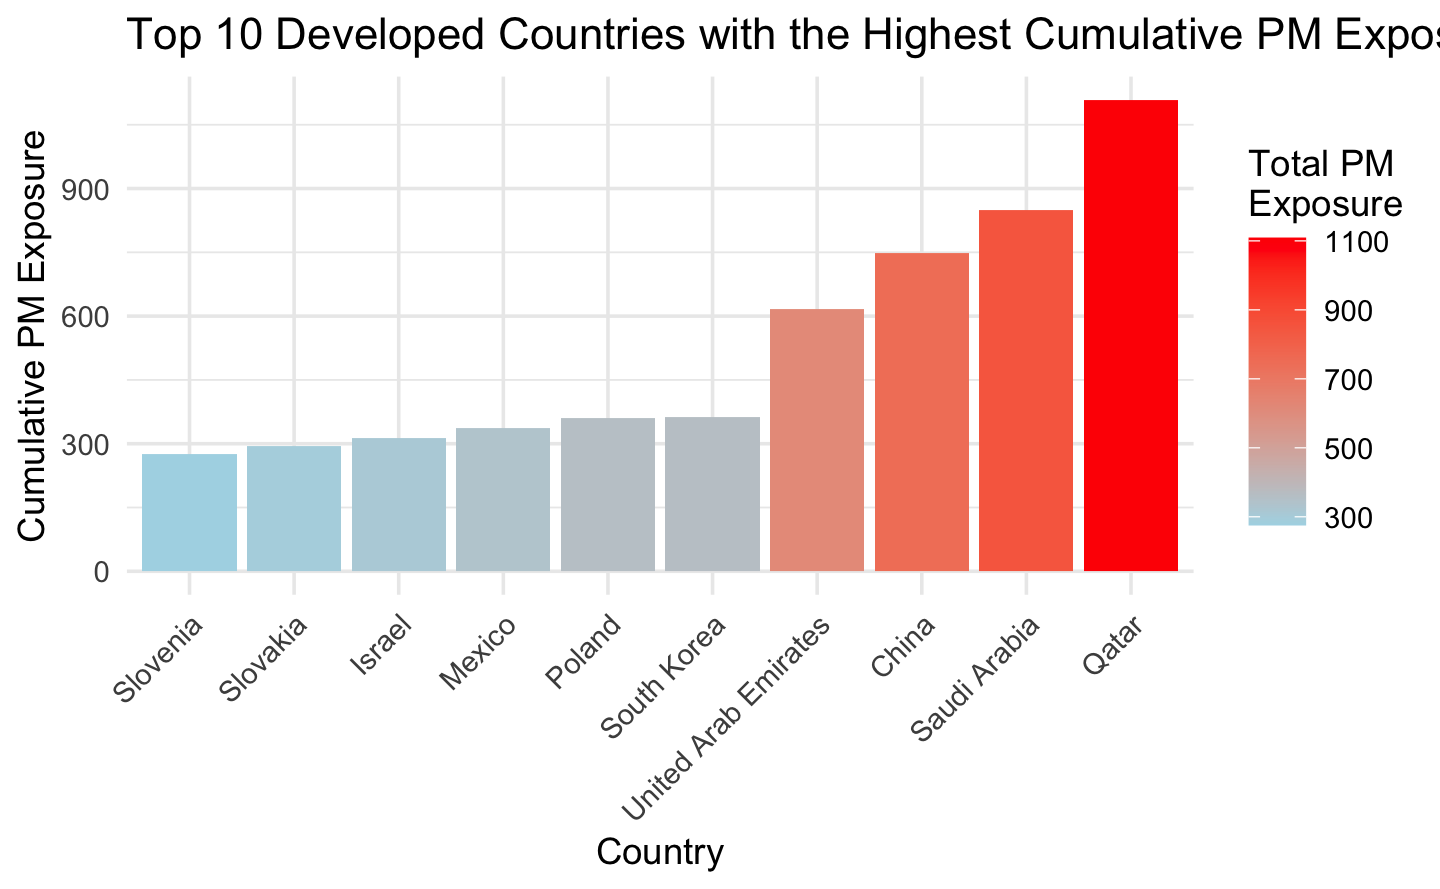 Top 10 Developed Countries with the Highest Cumulative PM Expos
Cumulative PM Exposure
900
600
300
0
Slovenia
Slovakia
Israel
Mexico
Poland
South Korea
United Arab Emirates
China
Saudi Arabia
Qatar
Country
Total PM
Exposure
1100
900
700
500
300